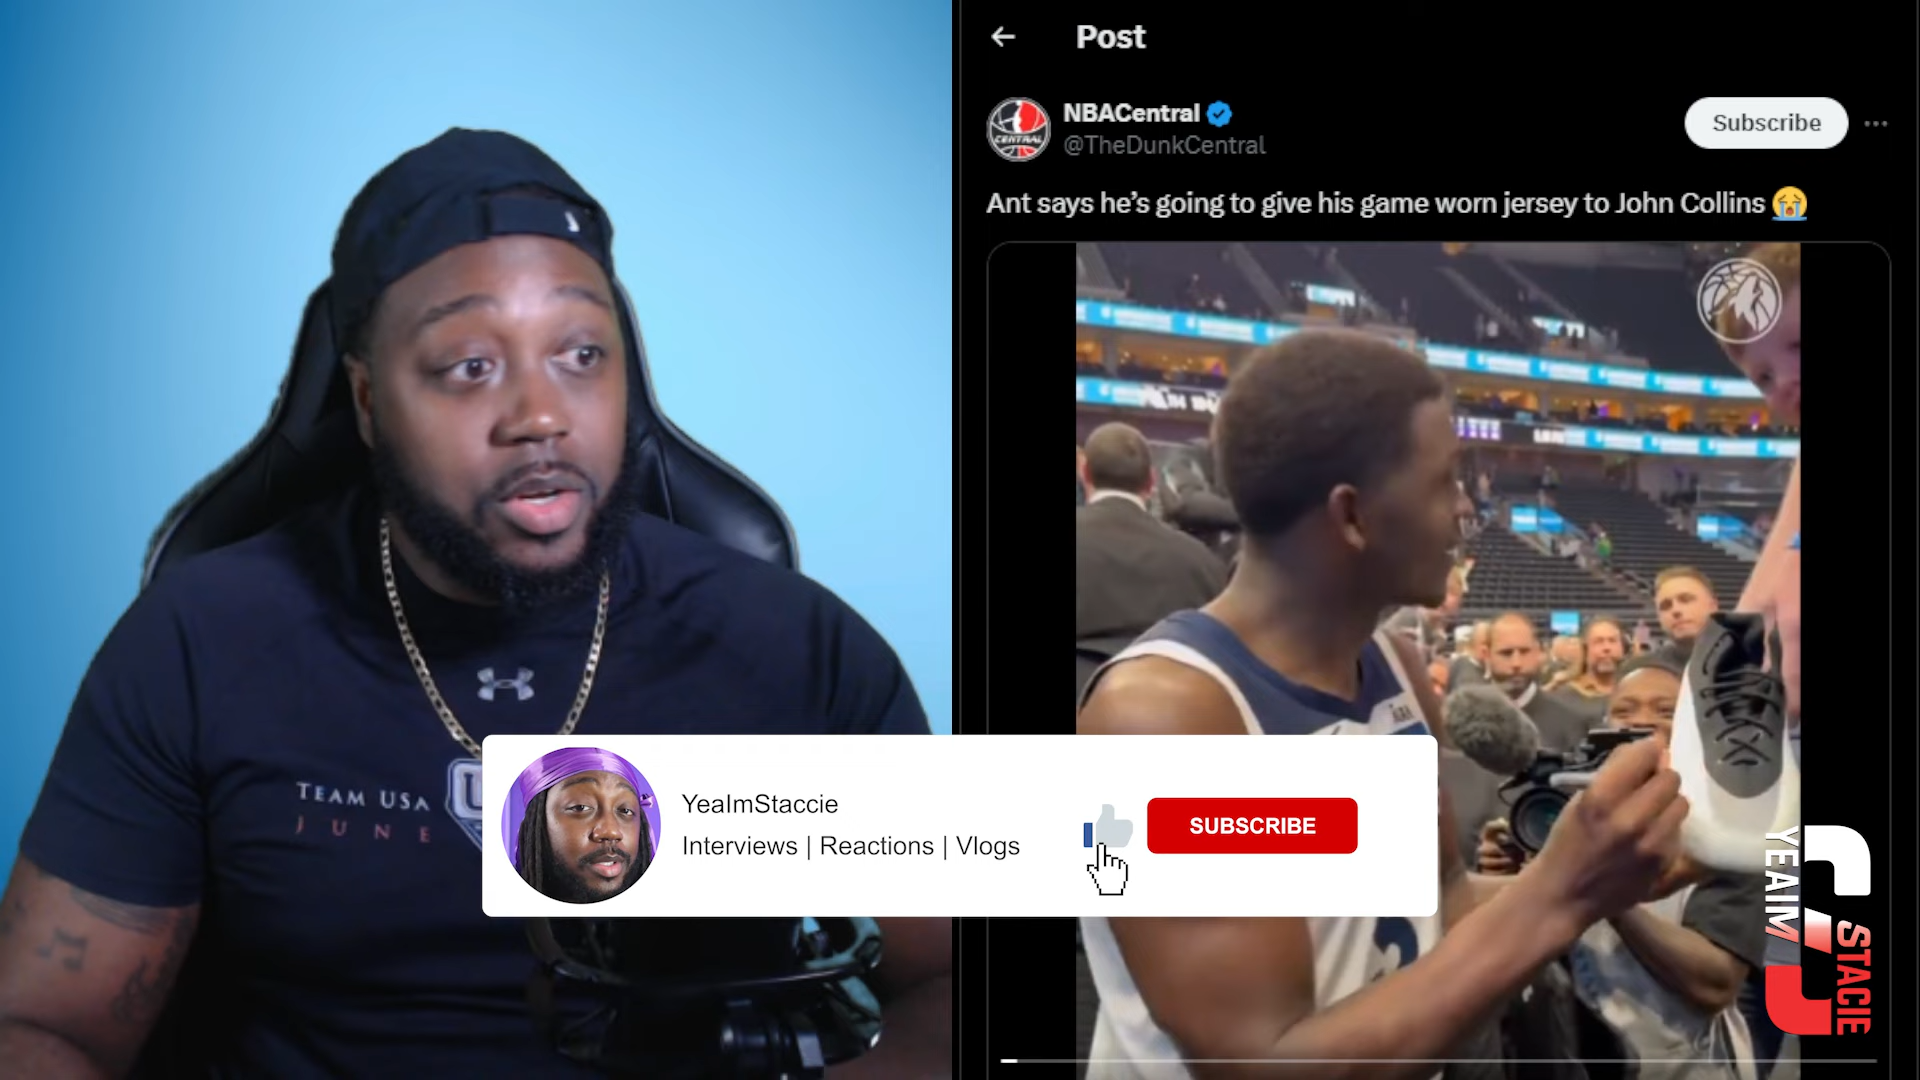 Post
NBACentral
@TheDunkCentral
Subscribe
Ant says he's going to give his game worn jersey to John Collins 😭
TEAM USA
JUNE
YeaImStaccie
Interviews | Reactions | Vlogs
SUBSCRIBE
CENTRAL
YEAIM
STACIE